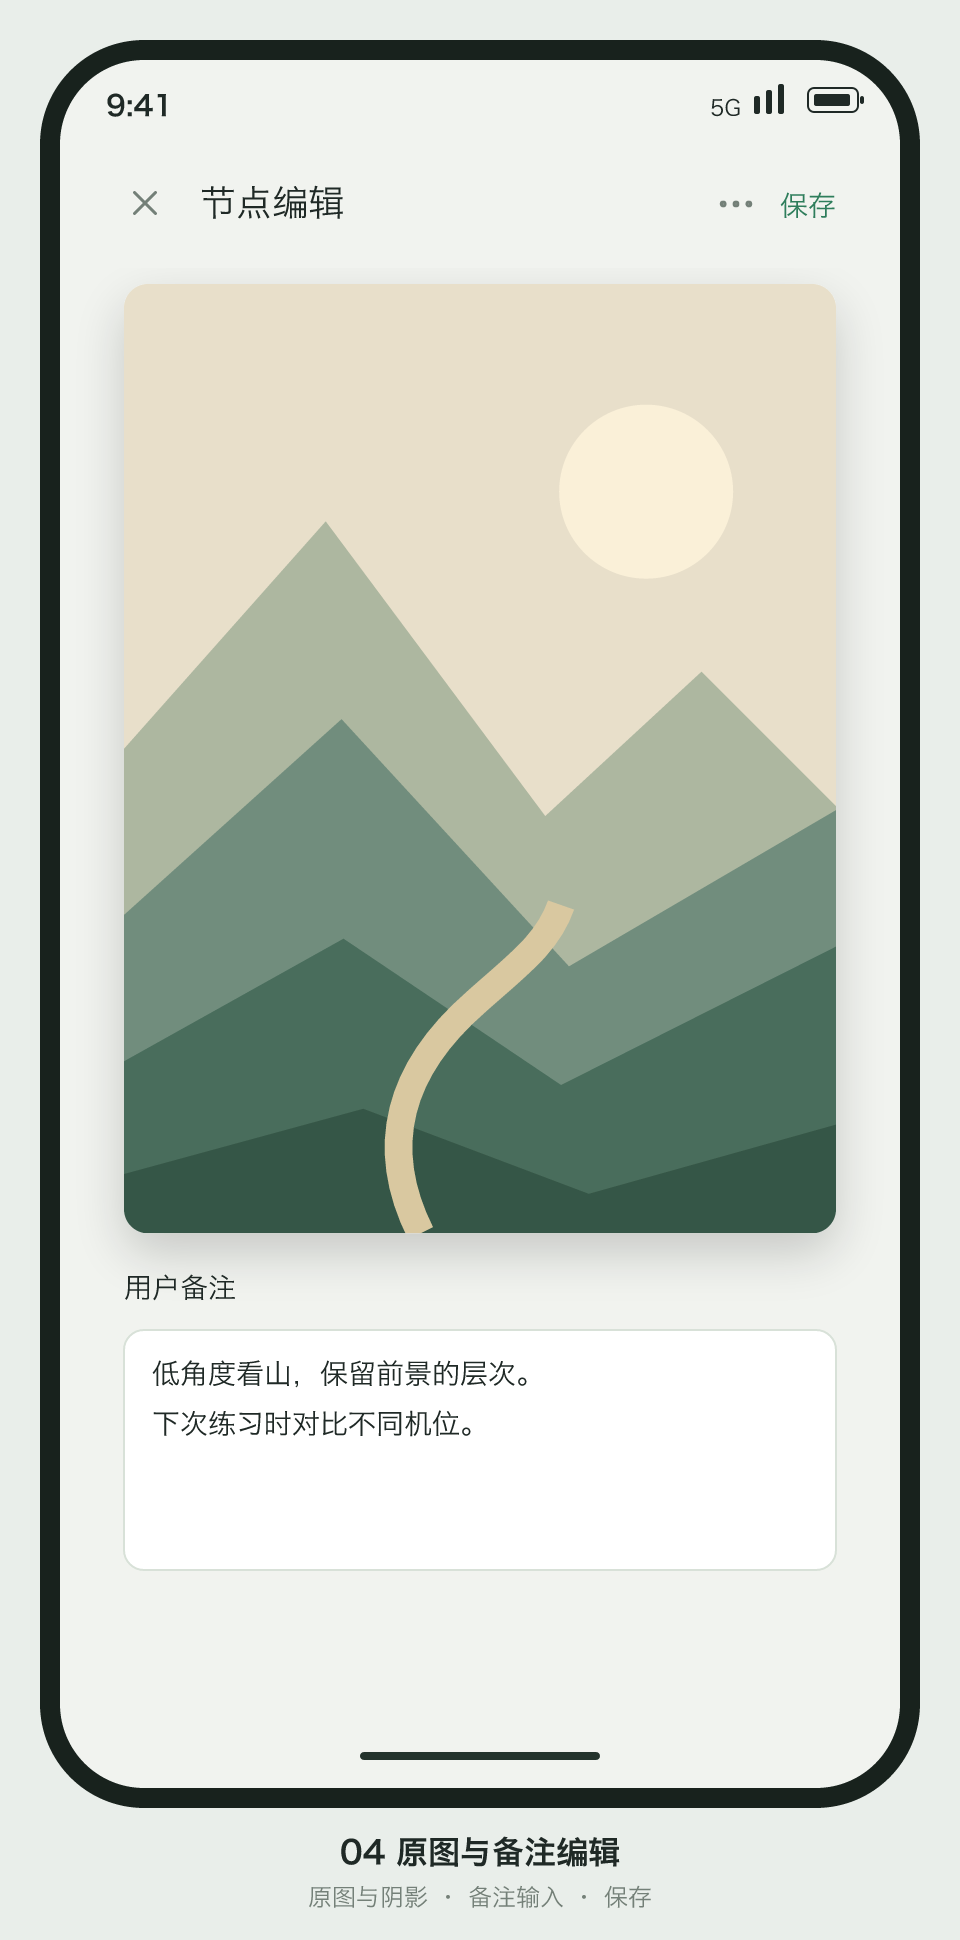 9:41
5G
节点编辑
保存
用户备注
低角度看山，保留前景的层次。
下次练习时对比不同机位。
04 原图与备注编辑
原图与阴影 · 备注输入 · 保存